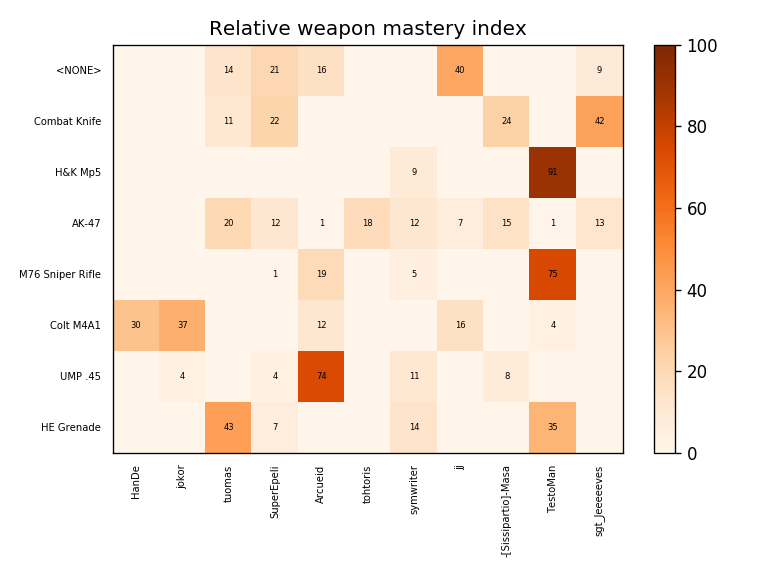 Relative weapon mastery index
<NONE> 14 21 16 40 9
Combat Knife 11 22 24 42
H&K Mp5 9 91
AK-47 20 12 1 18 12 7 15 1 13
M76 Sniper Rifle 1 19 5 75
Colt M4A1 30 37 12 16 4
UMP .45 4 4 74 11 8
HE Grenade 43 7 14 35
HanDe jokor tuomas SuperEpeli Arcueid tohtoris symwriter jj -[Sissipartio]-Masa TestoMan sgt_Jeeeeeves
100
80
60
40
20
0